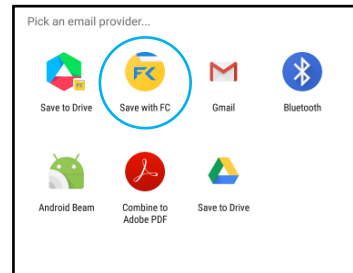 Pick an email provider...
FC
FC
Save to Drive
Save with FC
Gmail
Bluetooth
Android Beam
Combine to
Adobe PDF
Save to Drive